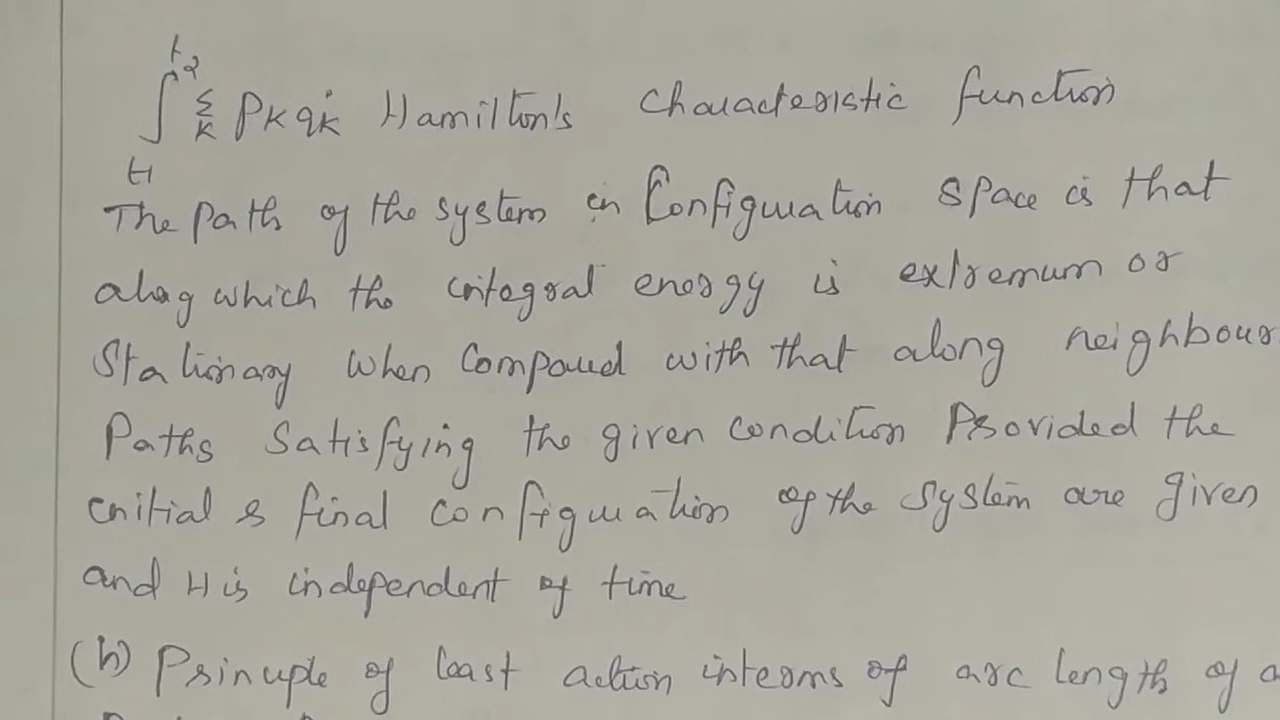 ∫_{t1}^{t2} Σ_k Pk q̇k Hamilton's characteristic function
The path of the system in Configuration space is that
along which the integral energy is extremum or
Stationary when compared with that along neighbour
Paths satisfying the given condition Provided the
initial & final configuration of the system are given
and H is independent of time
(h) Principle of least action interms of arc length of a